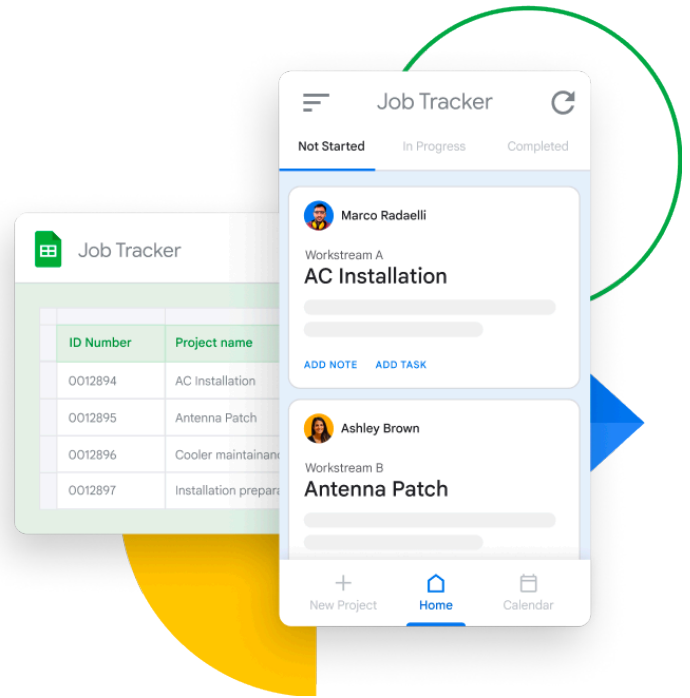 Job Tracker
Not Started In Progress Completed
Marco Radaelli
Workstream A
AC Installation
ADD NOTE ADD TASK
Ashley Brown
Workstream B
Antenna Patch
New Project Home Calendar
Job Tracker
ID Number Project name
0012894 AC Installation
0012895 Antenna Patch
0012896 Cooler
0012897 Installation